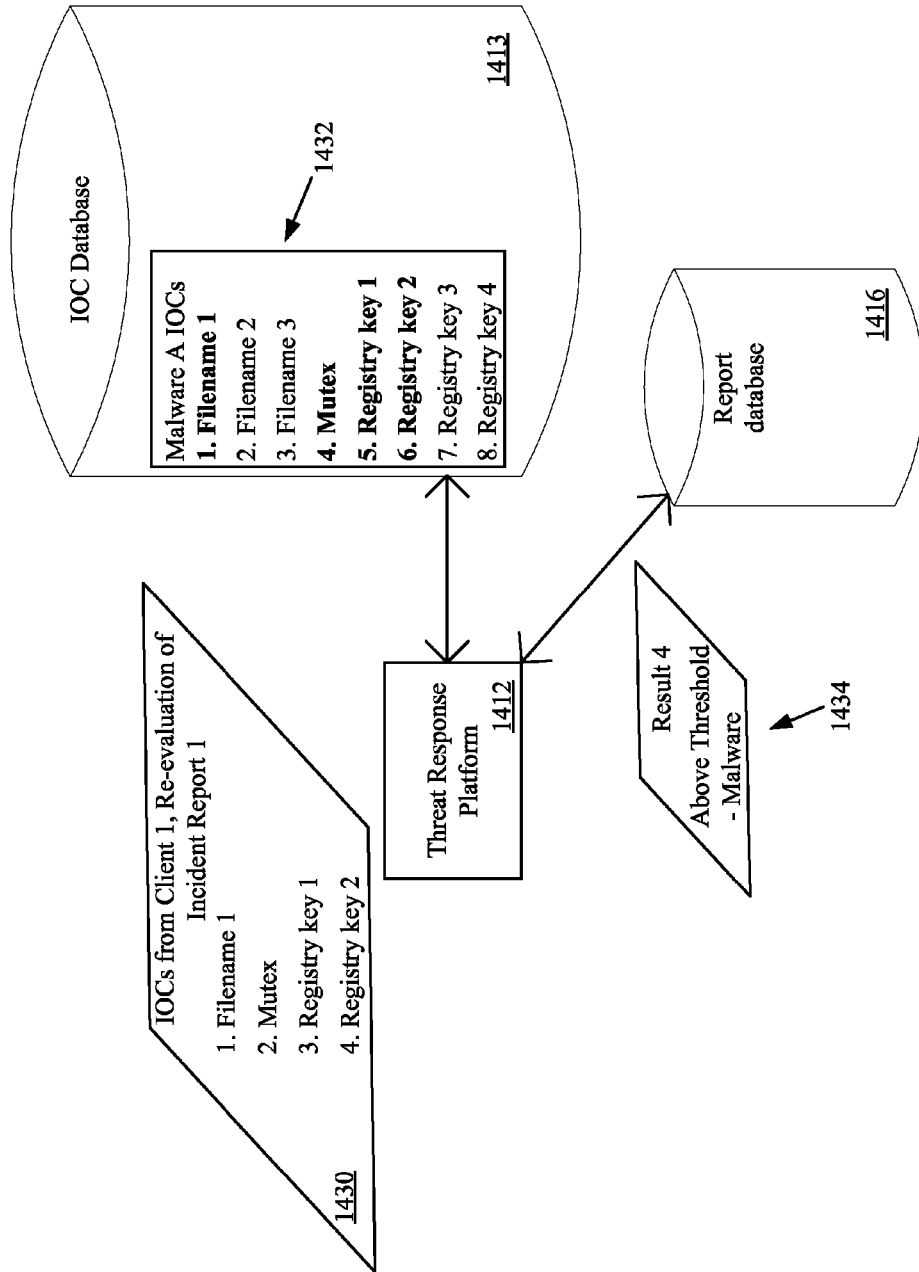 IOCs from Client 1, Re-evaluation of
Incident Report 1
1. Filename 1
2. Mutex
3. Registry key 1
4. Registry key 2
1430
Threat Response
Platform
1412
IOC Database
Malware A IOCs
1. Filename 1
2. Filename 2
3. Filename 3
4. Mutex
5. Registry key 1
6. Registry key 2
7. Registry key 3
8. Registry key 4
1432
1413
Result 4
Above Threshold
- Malware
1434
Report
database
1416